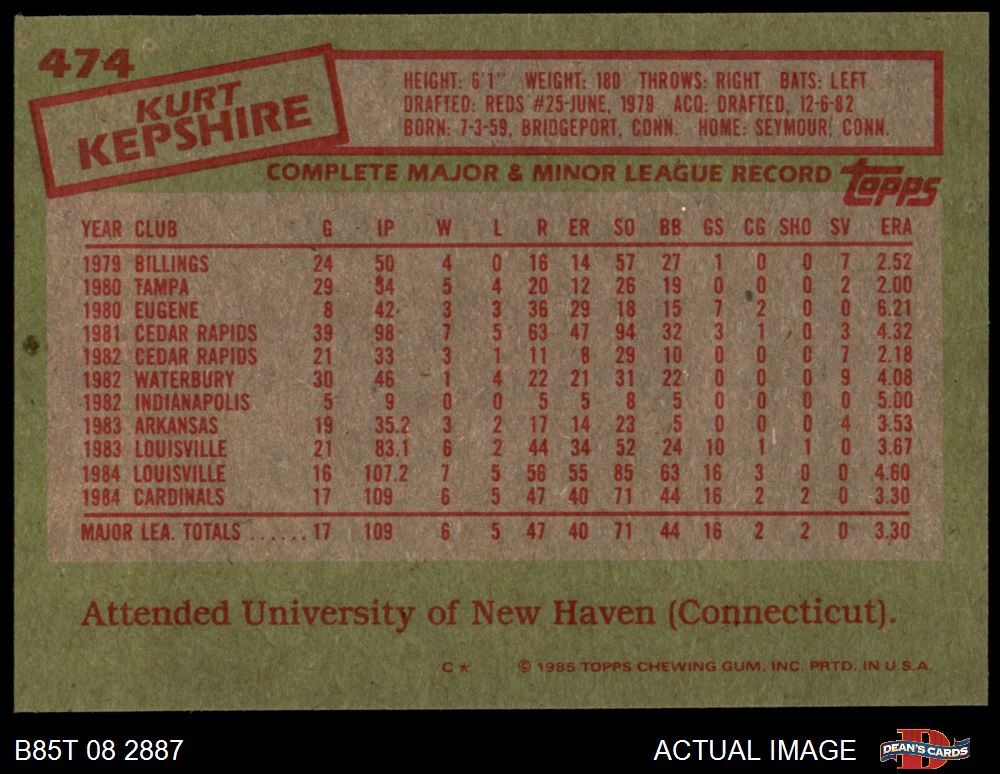 474
KURT
KEPSHIRE
HEIGHT: 6'1" WEIGHT: 180 THROWS: RIGHT BATS: LEFT
DRAFTED: REDS #25-JUNE, 1979 ACQ: DRAFTED, 12-6-82
BORN: 7-3-59, BRIDGEPORT, CONN. HOME: SEYMOUR, CONN.
COMPLETE MAJOR & MINOR LEAGUE RECORD topps
YEAR CLUB G IP W L R ER SO BB GS CG SHO SV ERA
1979 BILLINGS 24 50 4 0 16 14 57 27 1 0 0 7 2.52
1980 TAMPA 29 54 5 4 20 12 26 19 0 0 0 2 2.00
1980 EUGENE 8 42 3 3 36 29 18 15 7 2 0 0 6.21
1981 CEDAR RAPIDS 39 98 7 5 63 47 94 32 3 1 0 3 4.32
1982 CEDAR RAPIDS 21 33 3 1 11 8 29 10 0 0 0 7 2.18
1982 WATERBURY 30 46 1 4 22 21 31 22 0 0 0 9 4.08
1982 INDIANAPOLIS 5 9 0 0 5 5 8 5 0 0 0 0 5.00
1983 ARKANSAS 19 35.2 3 2 17 14 23 5 0 0 0 4 3.53
1983 LOUISVILLE 21 83.1 6 2 44 34 52 24 10 1 1 0 3.67
1984 LOUISVILLE 16 107.2 7 5 56 55 85 63 16 3 0 0 4.60
1984 CARDINALS 17 109 6 5 47 40 71 44 16 2 2 0 3.30
MAJOR LEA. TOTALS ...... 17 109 6 5 47 40 71 44 16 2 2 0 3.30
Attended University of New Haven (Connecticut).
C* © 1985 TOPPS CHEWING GUM, INC. PRTD. IN U.S.A.
B85T 08 2887 ACTUAL IMAGE DEAN'S CARDS